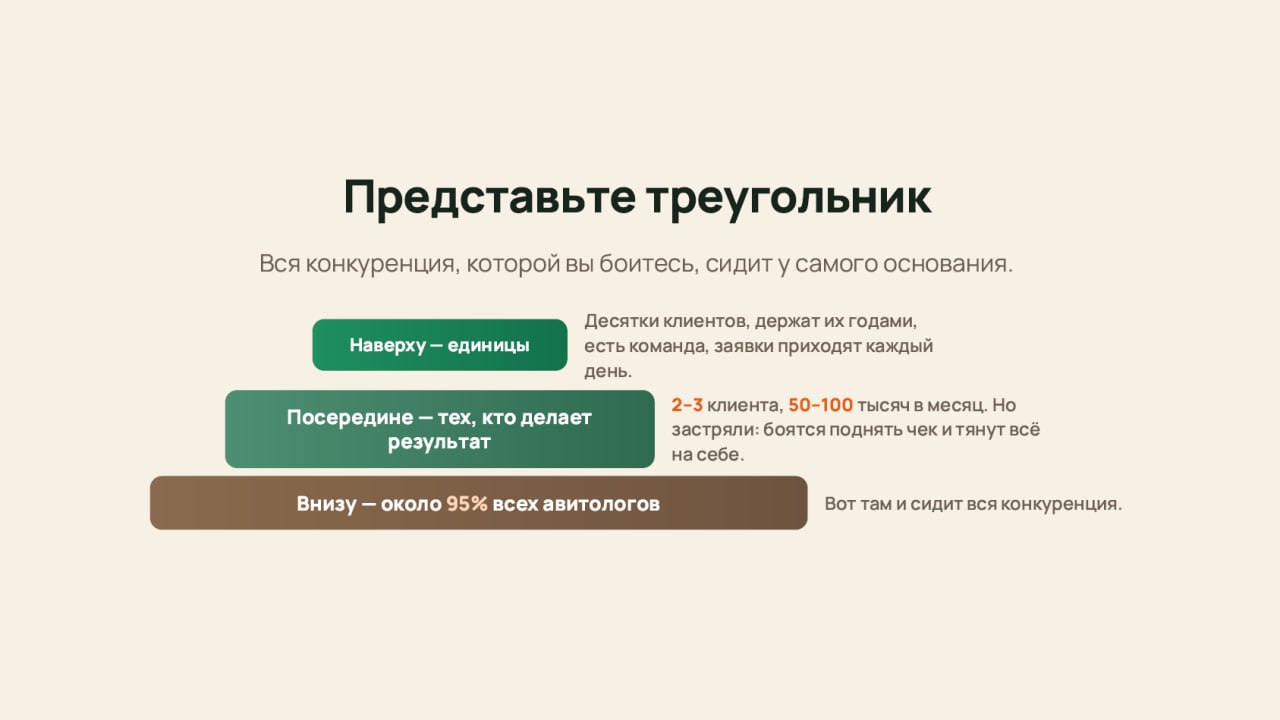 Представьте треугольник
Вся конкуренция, которой вы боитесь, сидит у самого основания.
Наверху — единицы
Десятки клиентов, держат их годами,
есть команда, заявки приходят каждый
день.
Посередине — тех, кто делает
результат
2–3 клиента, 50–100 тысяч в месяц. Но
застряли: боятся поднять чек и тянут всё
на себе.
Внизу — около 95% всех авитологов
Вот там и сидит вся конкуренция.